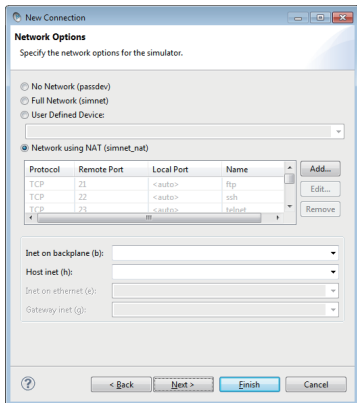 New Connection
Network Options
Specify the network options for the simulator.
No Network (passdev)
Full Network (simnet)
User Defined Device:
Network using NAT (simnet_nat)
Protocol Remote Port Local Port Name
TCP 21 <auto> ftp
TCP 22 <auto> ssh
TCP 23 <auto> telnet
Add...
Edit...
Remove
Inet on backplane (b):
Host inet (h):
Inet on ethernet (e):
Gateway inet (g):
? < Back Next > Finish Cancel